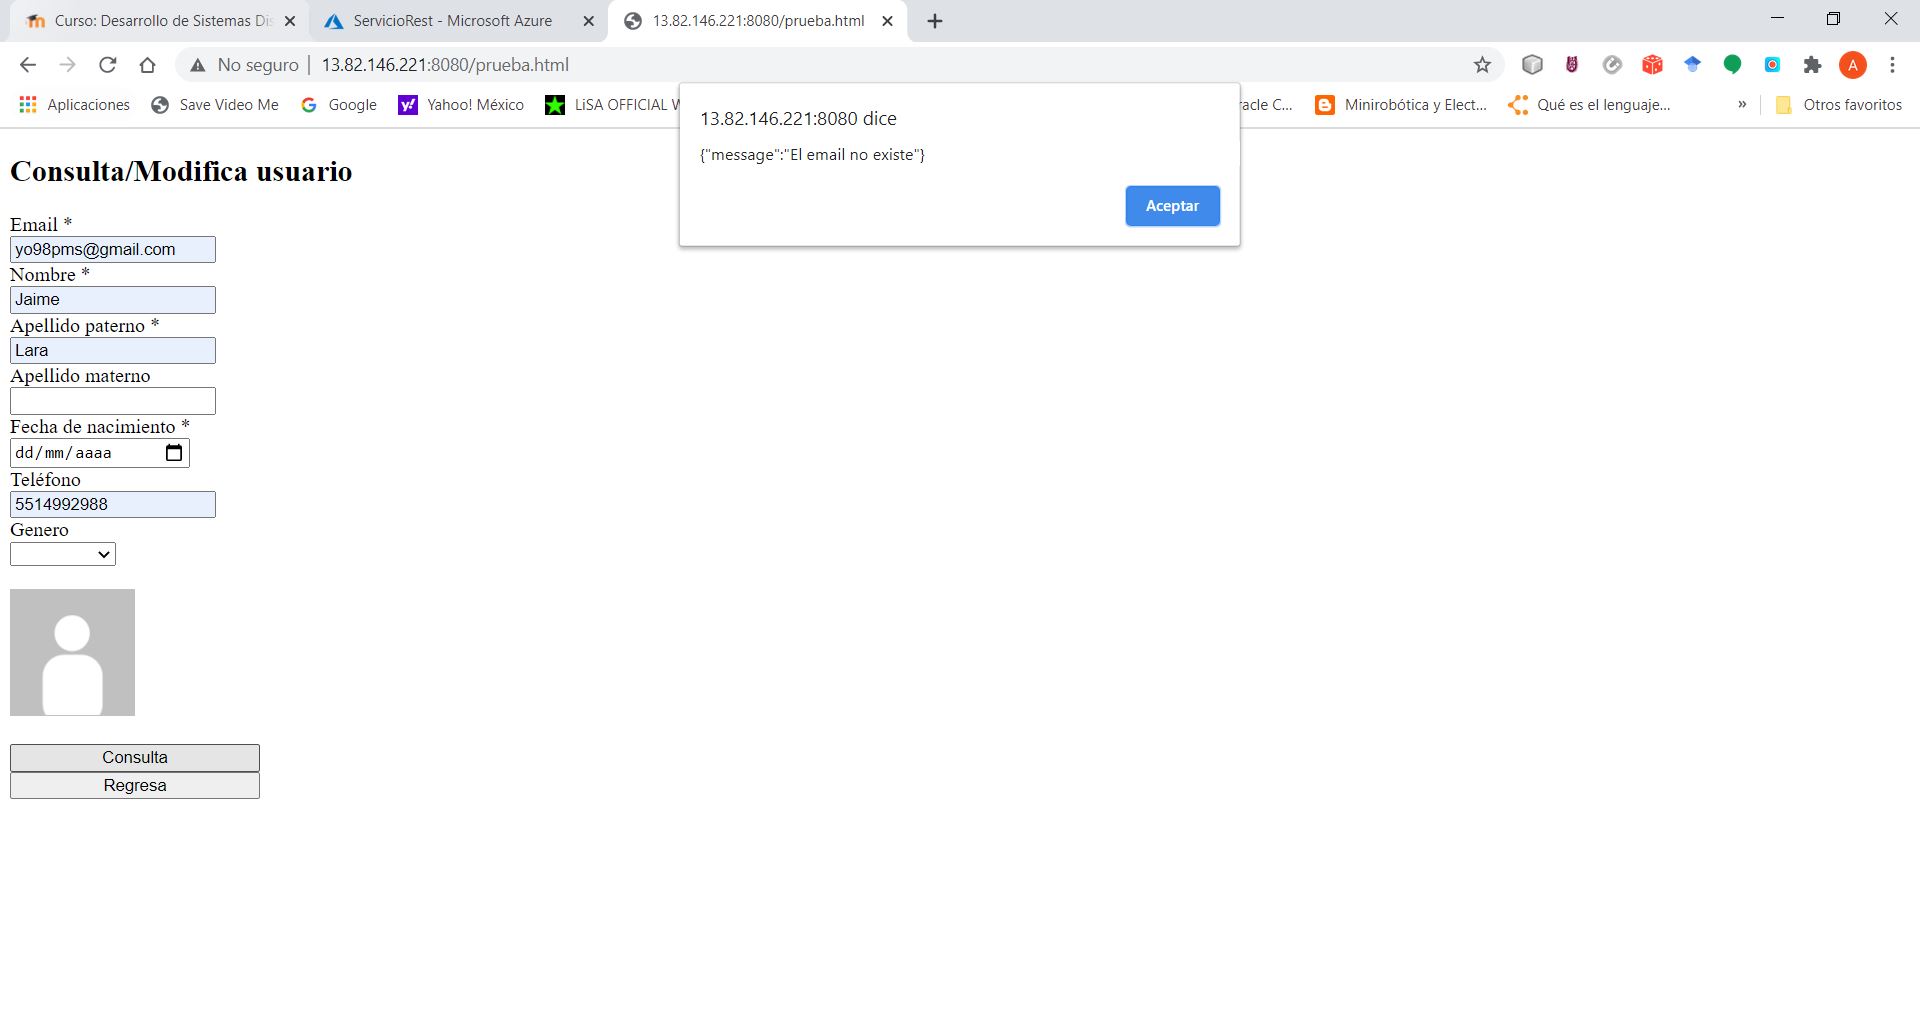 Curso: Desarrollo de Sistemas Dis
ServicioRest - Microsoft Azure
13.82.146.221:8080/prueba.html
No seguro
13.82.146.221:8080/prueba.html
A
Aplicaciones
Save Video Me
Google
Yahoo! México
LiSA OFFICIAL W
racle C...
Minirobótica y Elect...
Qué es el lenguaje...
»
Otros favoritos
13.82.146.221:8080 dice
{"message":"El email no existe"}
Aceptar
Consulta/Modifica usuario
Email *
yo98pms@gmail.com
Nombre *
Jaime
Apellido paterno *
Lara
Apellido materno
Fecha de nacimiento *
dd/mm/aaaa
Teléfono
5514992988
Genero
Consulta
Regresa